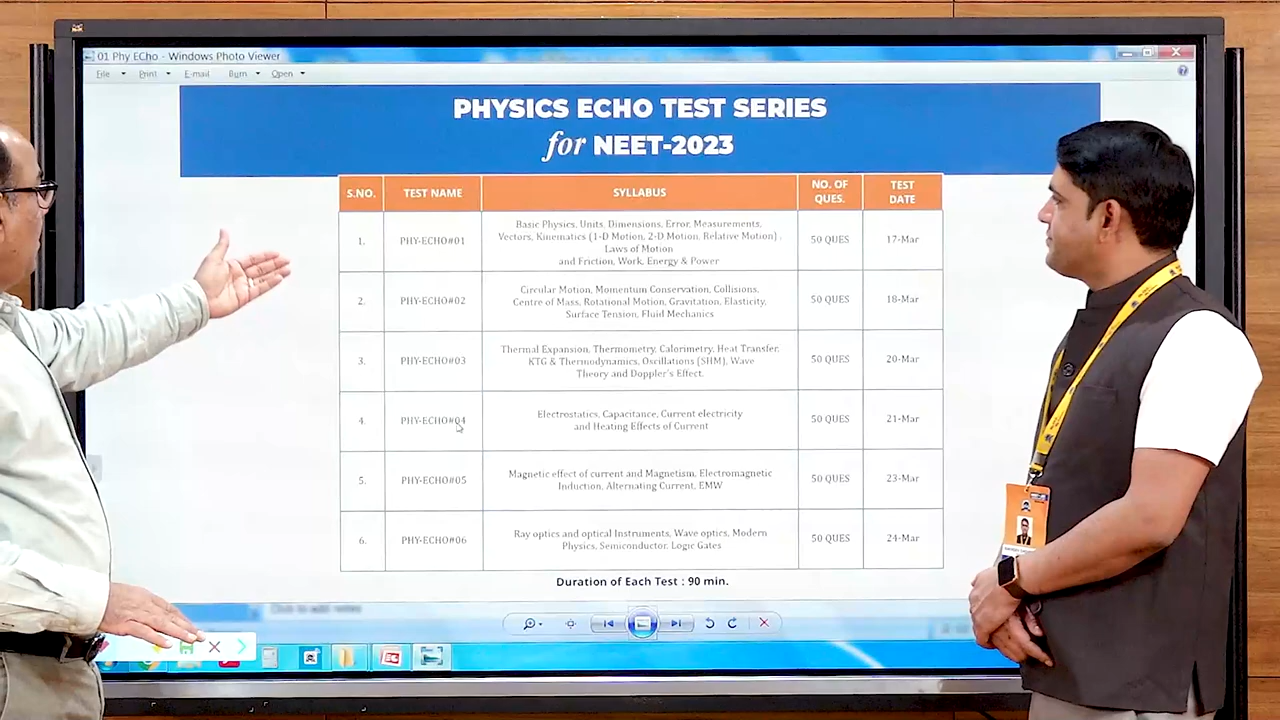 01 Phy ECho - Windows Photo Viewer
File Print E-mail Burn Open
PHYSICS ECHO TEST SERIES
for NEET-2023
S.NO. TEST NAME SYLLABUS NO. OF QUES. TEST DATE
1. PHY-ECHO#01 Basic Physics, Units, Dimensions, Error, Measurements,
Vectors, Kinematics (1-D Motion, 2-D Motion, Relative Motion) ,
Laws of Motion
and Friction, Work, Energy & Power 50 QUES 17-Mar
2. PHY-ECHO#02 Circular Motion, Momentum Conservation, Collisions,
Centre of Mass, Rotational Motion, Gravitation, Elasticity,
Surface Tension, Fluid Mechanics 50 QUES 18-Mar
3. PHY-ECHO#03 Thermal Expansion, Thermometry, Calorimetry, Heat Transfer,
KTG & Thermodynamics, Oscillations (SHM), Wave
Theory and Doppler's Effect. 50 QUES 20-Mar
4. PHY-ECHO#04 Electrostatics, Capacitance, Current electricity
and Heating Effects of Current 50 QUES 21-Mar
5. PHY-ECHO#05 Magnetic effect of current and Magnetism, Electromagnetic
Induction, Alternating Current, EMW 50 QUES 23-Mar
6. PHY-ECHO#06 Ray optics and optical Instruments, Wave optics, Modern
Physics, Semiconductor, Logic Gates 50 QUES 24-Mar
Duration of Each Test : 90 min.
Click to add notes